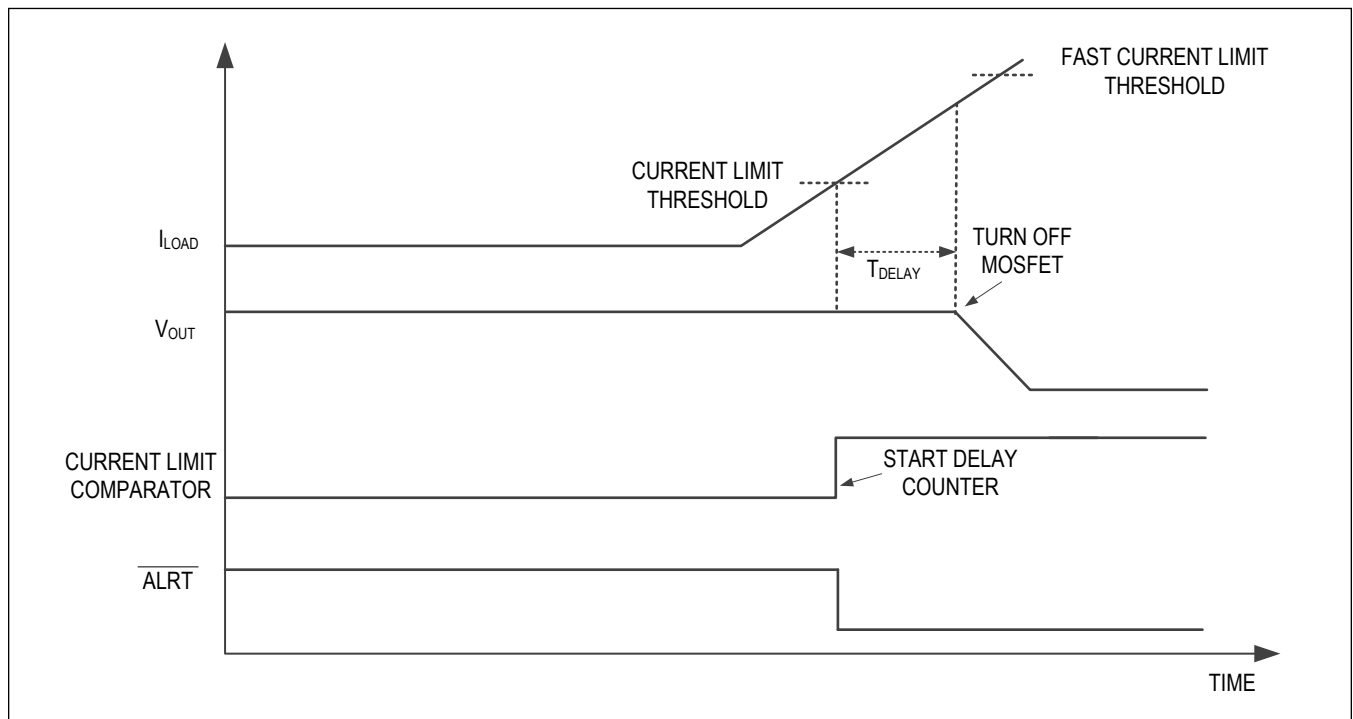 FAST CURRENT LIMIT
THRESHOLD
CURRENT LIMIT
THRESHOLD
ILOAD
TURN OFF
MOSFET
TDELAY
VOUT
CURRENT LIMIT
COMPARATOR
START DELAY
COUNTER
ALRT
TIME